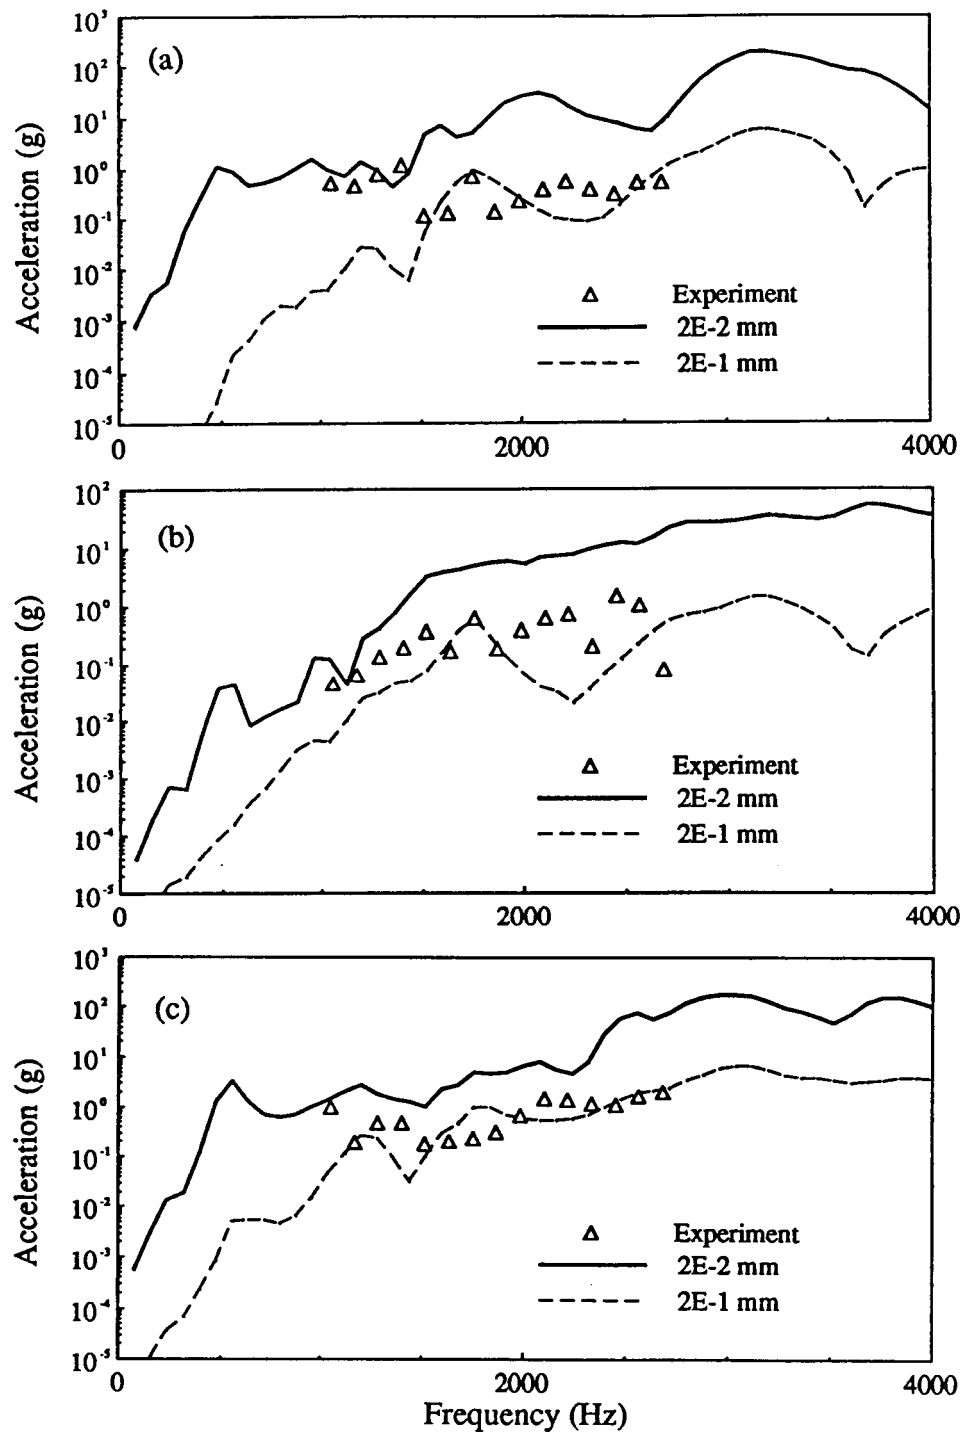 10³
(a)
10²
10¹
10⁰
10⁻¹
10⁻²
10⁻³
10⁻⁴
10⁻⁵
Acceleration (g)
Experiment
2E-2 mm
2E-1 mm
0 2000 4000
10²
(b)
10¹
10⁰
10⁻¹
10⁻²
10⁻³
10⁻⁴
10⁻⁵
Acceleration (g)
Experiment
2E-2 mm
2E-1 mm
0 2000 4000
10³
(c)
10²
10¹
10⁰
10⁻¹
10⁻²
10⁻³
10⁻⁴
10⁻⁵
Acceleration (g)
Experiment
2E-2 mm
2E-1 mm
0 2000 4000
Frequency (Hz)